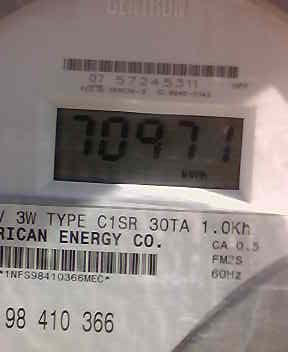 CENTRON
07 57245311
70971
kWh
V 3W TYPE C1SR 30TA 1.0Kh
RICAN ENERGY CO.
CA 0.5
FM2S
60Hz
*1NFS98410366MEC*
98 410 366